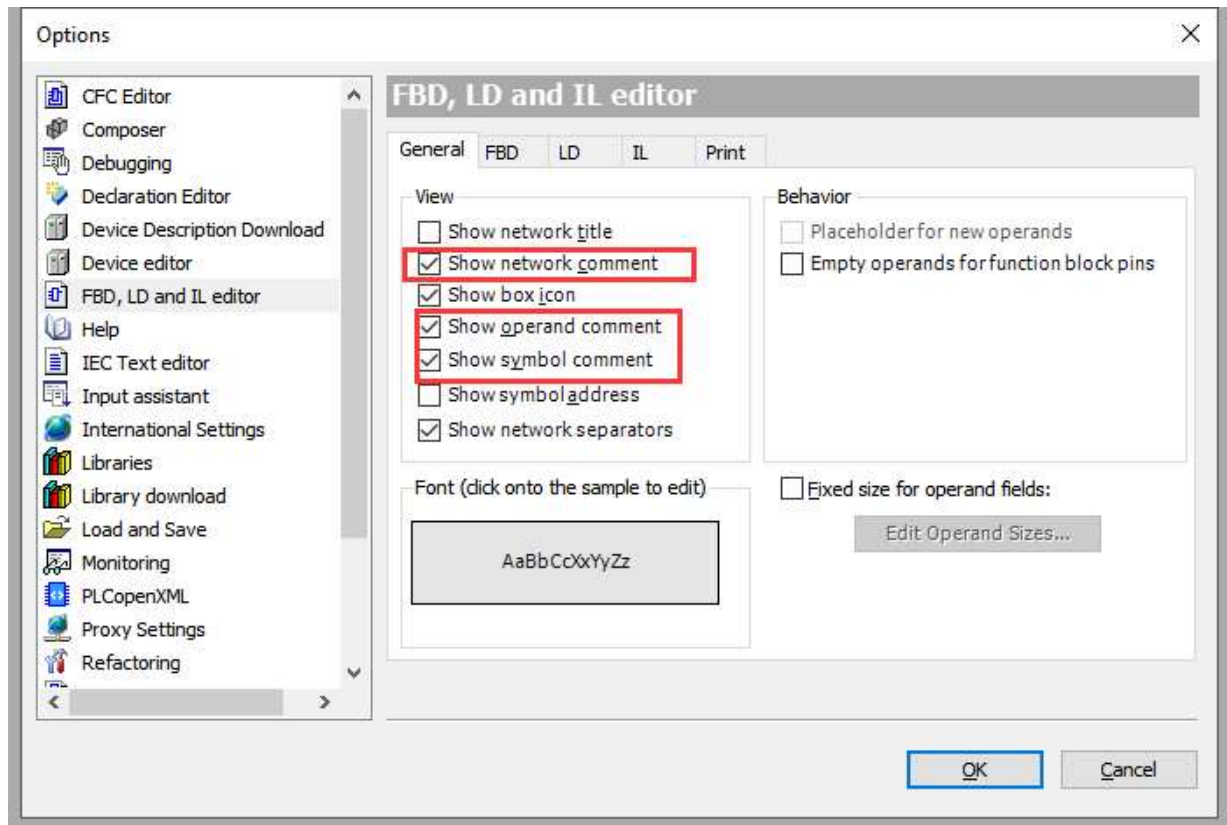 Options
CFC Editor
Composer
Debugging
Declaration Editor
Device Description Download
Device editor
FBD, LD and IL editor
Help
IEC Text editor
Input assistant
International Settings
Libraries
Library download
Load and Save
Monitoring
PLCopenXML
Proxy Settings
Refactoring
FBD, LD and IL editor
General FBD LD IL Print
View
Show network title
Show network comment
Show box icon
Show operand comment
Show symbol comment
Show symbol address
Show network separators
Behavior
Placeholder for new operands
Empty operands for function block pins
Font (click onto the sample to edit)
AaBbCcXxYyZz
Fixed size for operand fields:
Edit Operand Sizes...
OK Cancel